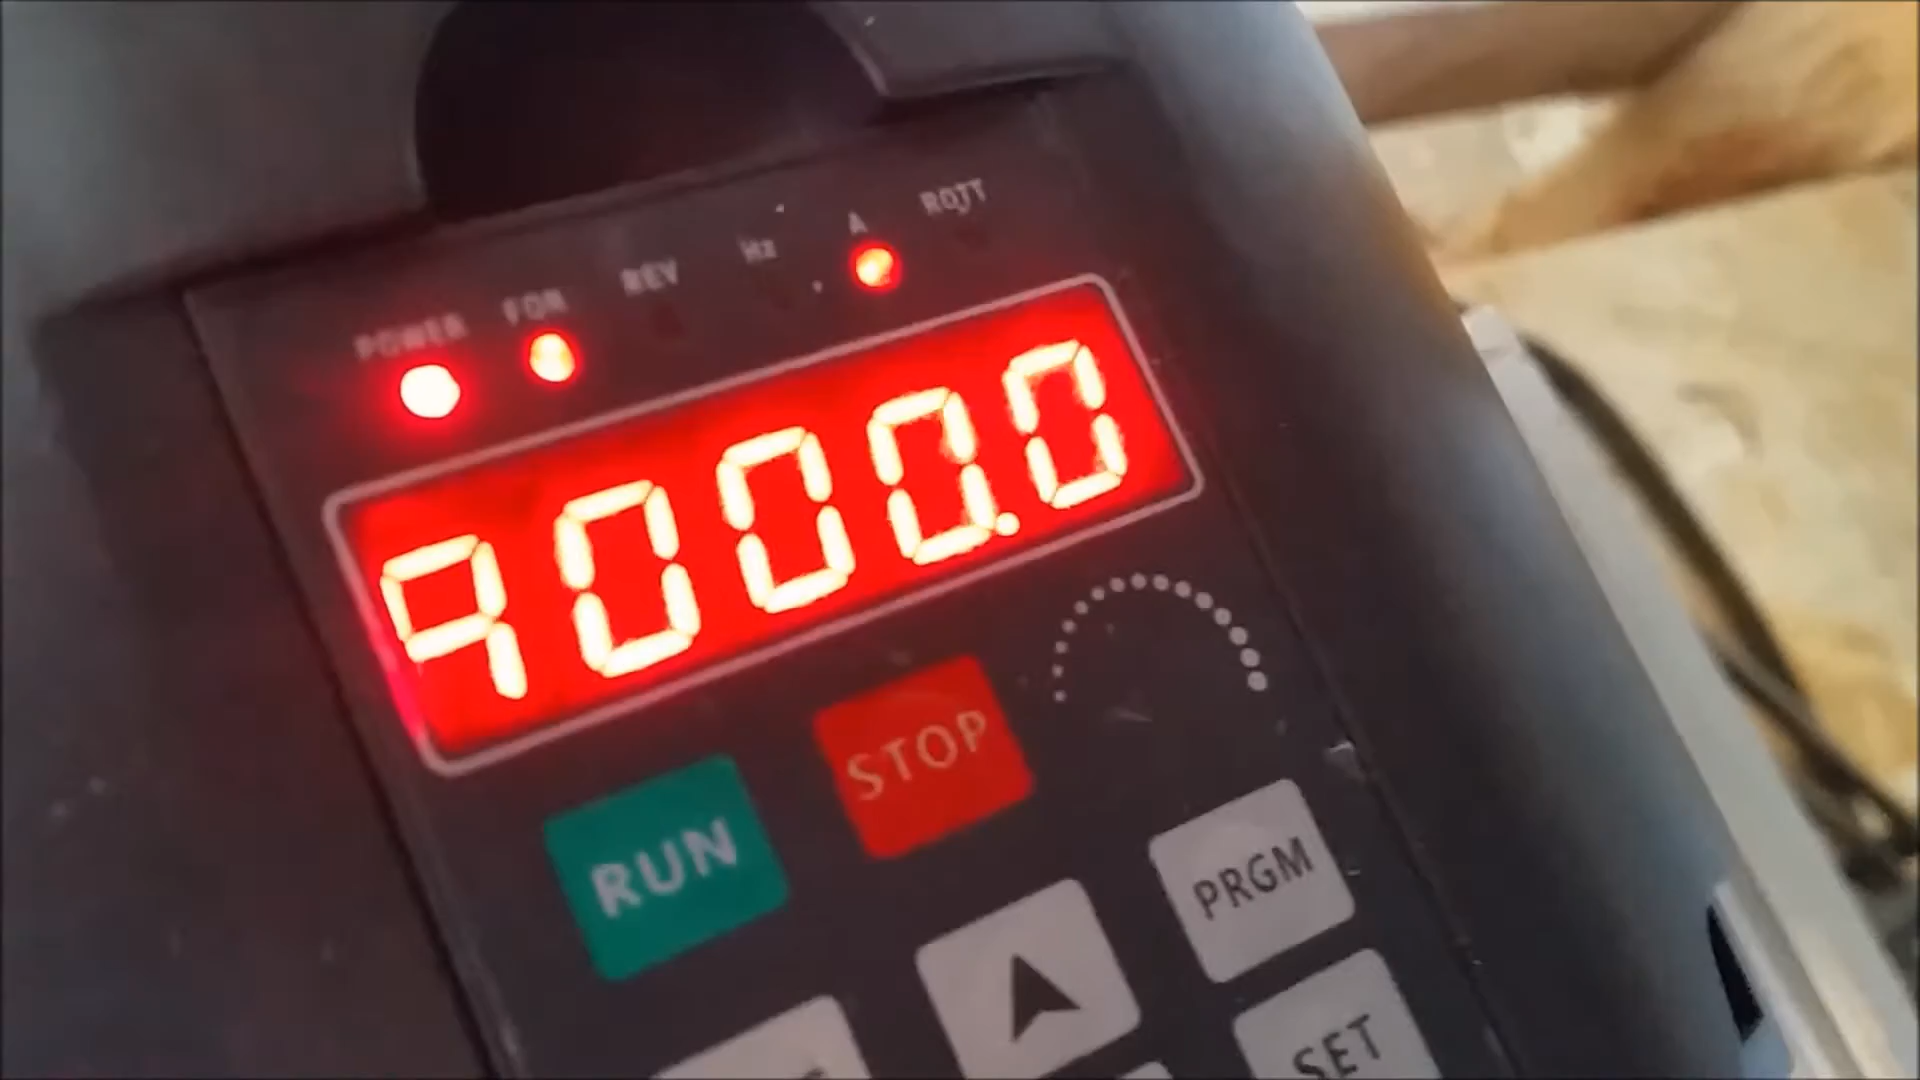 POWER FOR REV Hz A ROTT
9000.0
RUN STOP
PRGM
SET